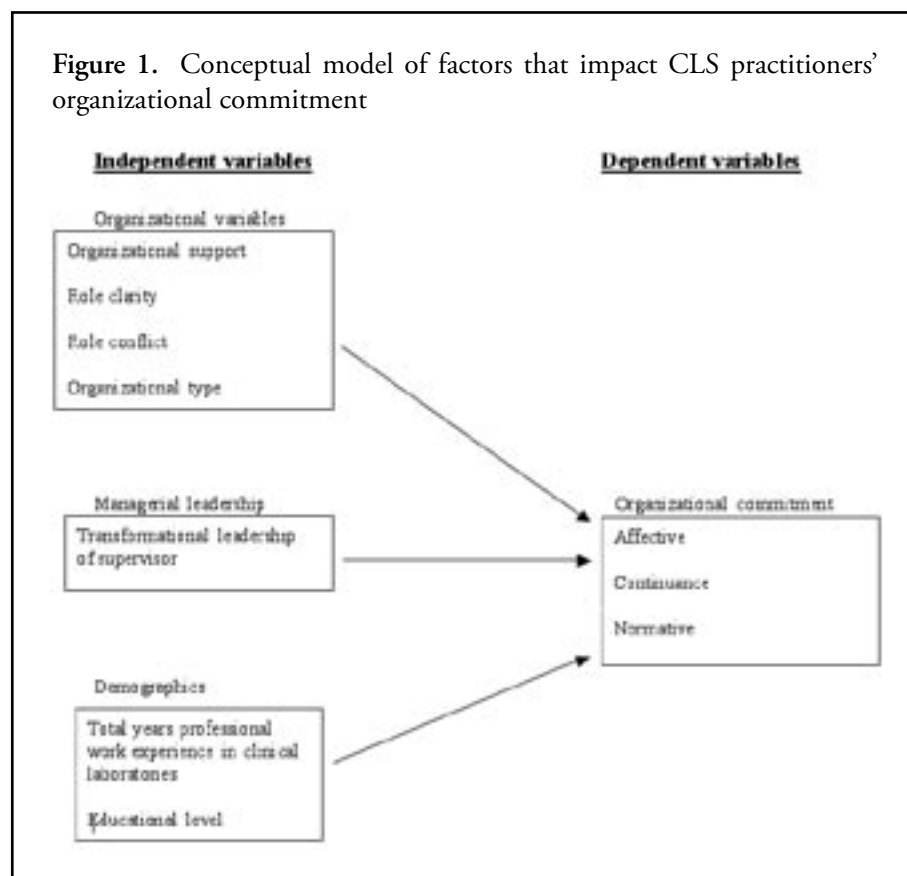 Figure 1. Conceptual model of factors that impact CLS practitioners'
organizational commitment
Independent variables
Dependent variables
Organizational variables
Organizational support
Role clarity
Role conflict
Organizational type
Managerial leadership
Transformational leadership
of supervisor
Organizational commitment
Affective
Continuance
Normative
Demographics
Total years professional
work experience in clinical
laboratories
Educational level